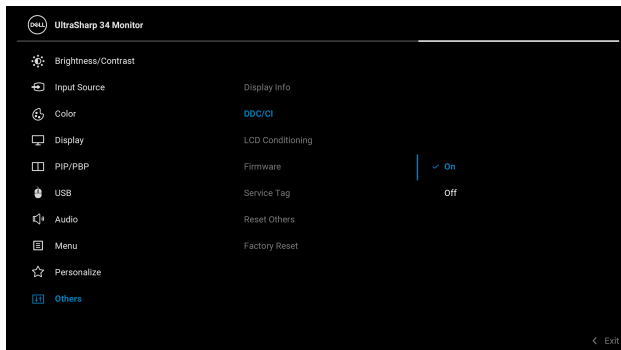 DELL UltraSharp 34 Monitor
Brightness/Contrast
Input Source Display Info
Color DDC/CI
Display LCD Conditioning
PIP/PBP Firmware On
USB Service Tag Off
Audio Reset Others
Menu Factory Reset
Personalize
Others
Exit